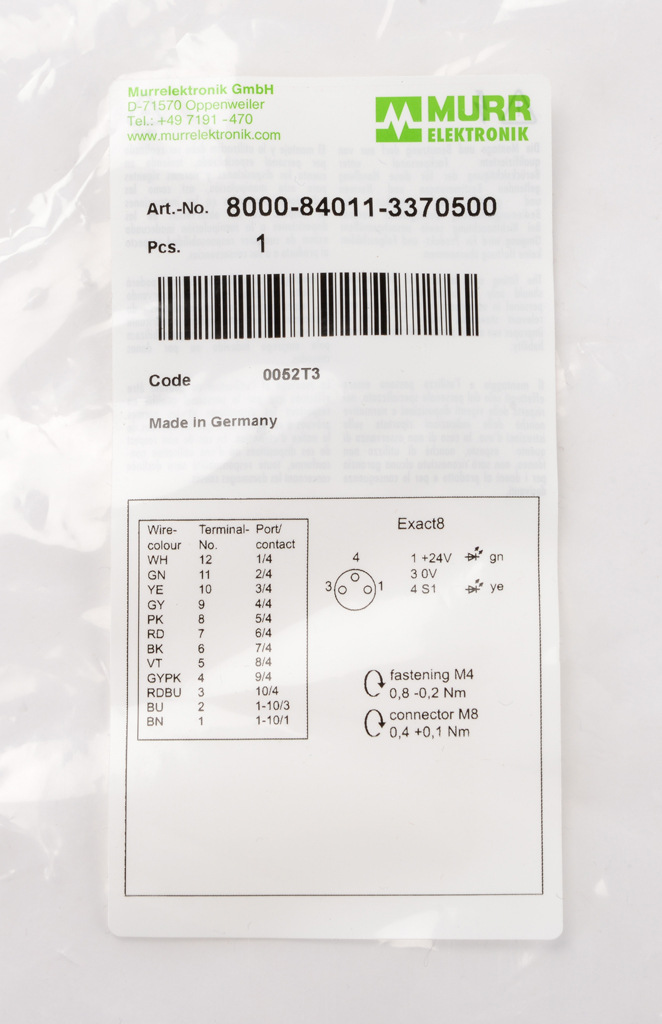 Murrelektronik GmbH
D-71570 Oppenweiler
Tel.: +49 7191 -470
www.murrelektronik.com
MURR
ELEKTRONIK
Art.-No. 8000-84011-3370500
Pcs. 1
Code 0052T3
Made in Germany
Wire- Terminal- Port/
colour No. contact
WH 12 1/4
GN 11 2/4
YE 10 3/4
GY 9 4/4
PK 8 5/4
RD 7 6/4
BK 6 7/4
VT 5 8/4
GYPK 4 9/4
RDBU 3 10/4
BU 2 1-10/3
BN 1 1-10/1
Exact8
4
3 1
1 +24V gn
3 0V
4 S1 ye
fastening M4
0,8 -0,2 Nm
connector M8
0,4 +0,1 Nm